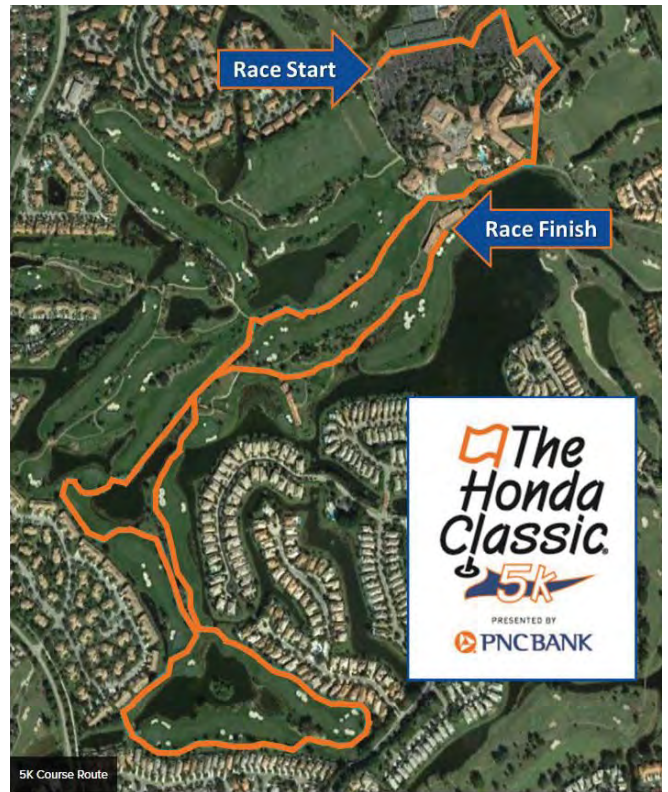 Race Start
Race Finish
The
Honda
Classic®
5k
PRESENTED BY
PNCBANK
5K Course Route